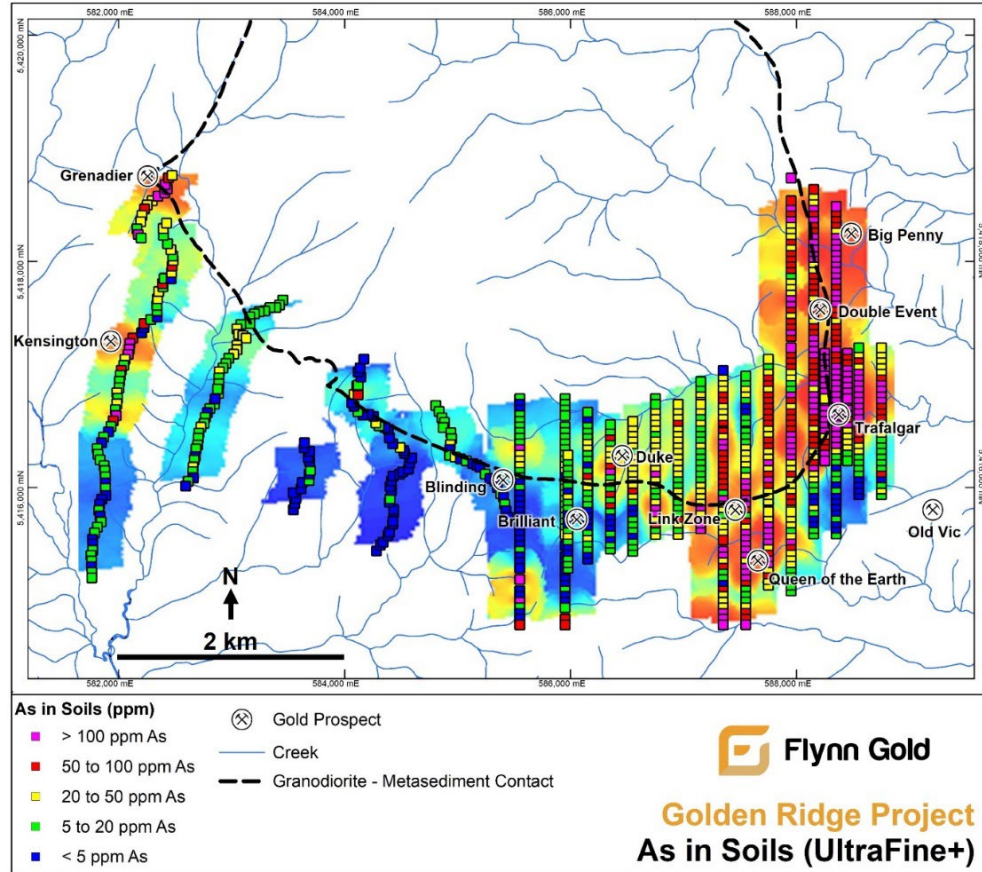 582,000 mE
584,000 mE
586,000 mE
588,000 mE
5,420,000 mN
5,418,000 mN
5,416,000 mN
Grenadier
Big Penny
Double Event
Kensington
Trafalgar
Duke
Blinding
Brilliant
Link Zone
Old Vic
Queen of the Earth
N
2 km
582,000 mE
584,000 mE
586,000 mE
588,000 mE
As in Soils (ppm)
> 100 ppm As
50 to 100 ppm As
20 to 50 ppm As
5 to 20 ppm As
< 5 ppm As
Gold Prospect
Creek
Granodiorite - Metasediment Contact
Flynn Gold
Golden Ridge Project
As in Soils (UltraFine+)